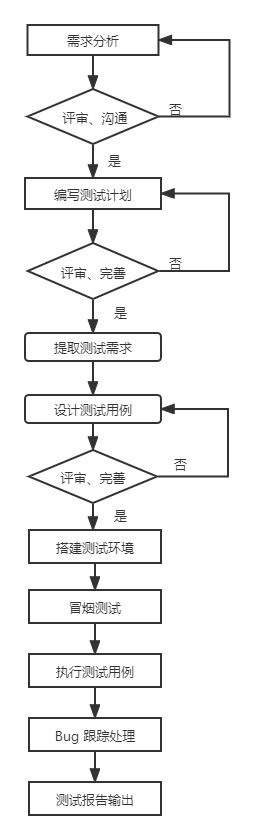 需求分析
评审、沟通
否
是
编写测试计划
评审、完善
否
是
提取测试需求
设计测试用例
评审、完善
否
是
搭建测试环境
冒烟测试
执行测试用例
Bug 跟踪处理
测试报告输出